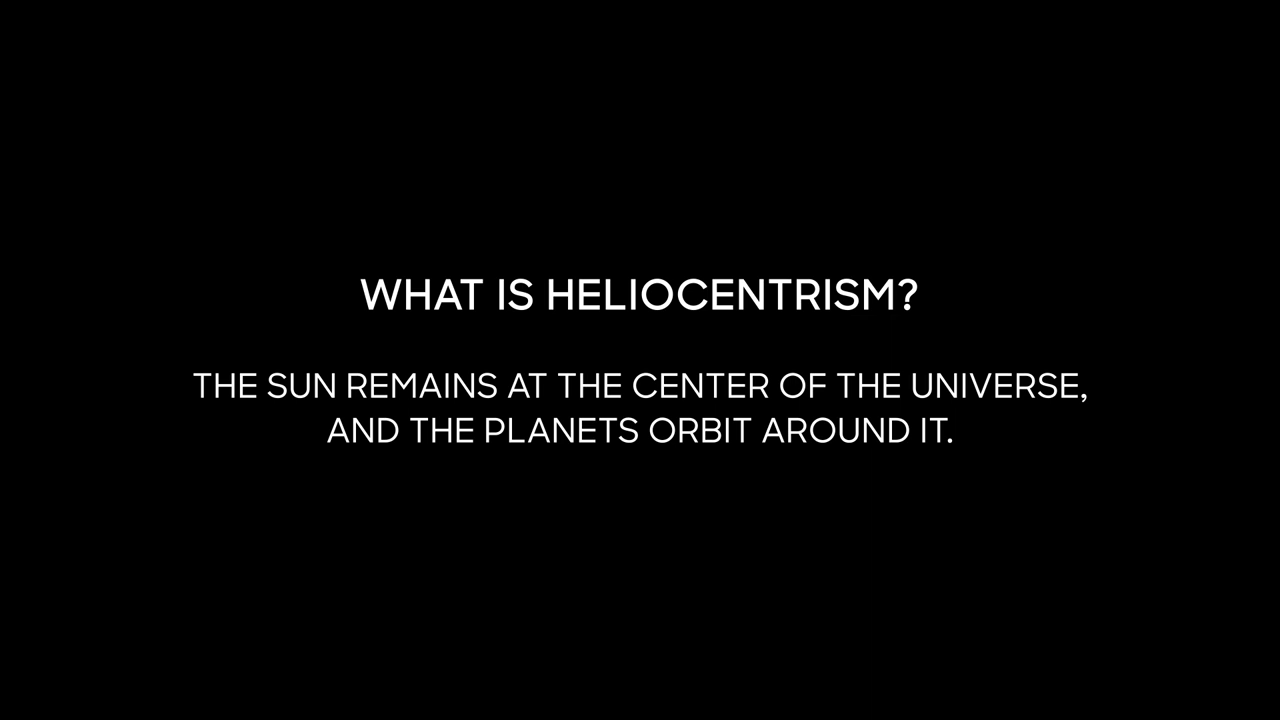 WHAT IS HELIOCENTRISM?
THE SUN REMAINS AT THE CENTER OF THE UNIVERSE,
AND THE PLANETS ORBIT AROUND IT.